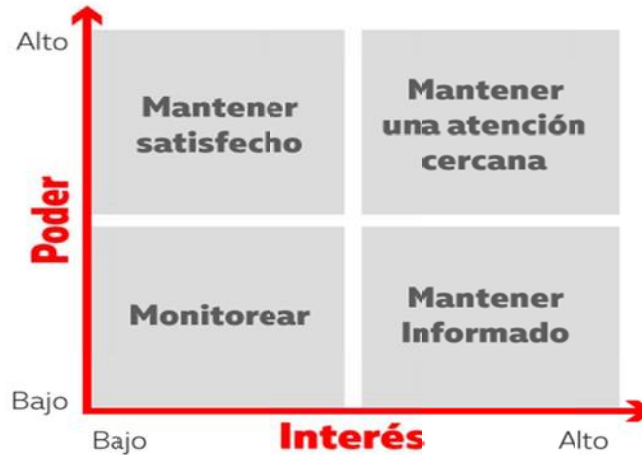 Alto
Mantener
satisfecho
Mantener
una atención
cercana
Poder
Monitorear
Mantener
Informado
Bajo
Bajo
Interés
Alto